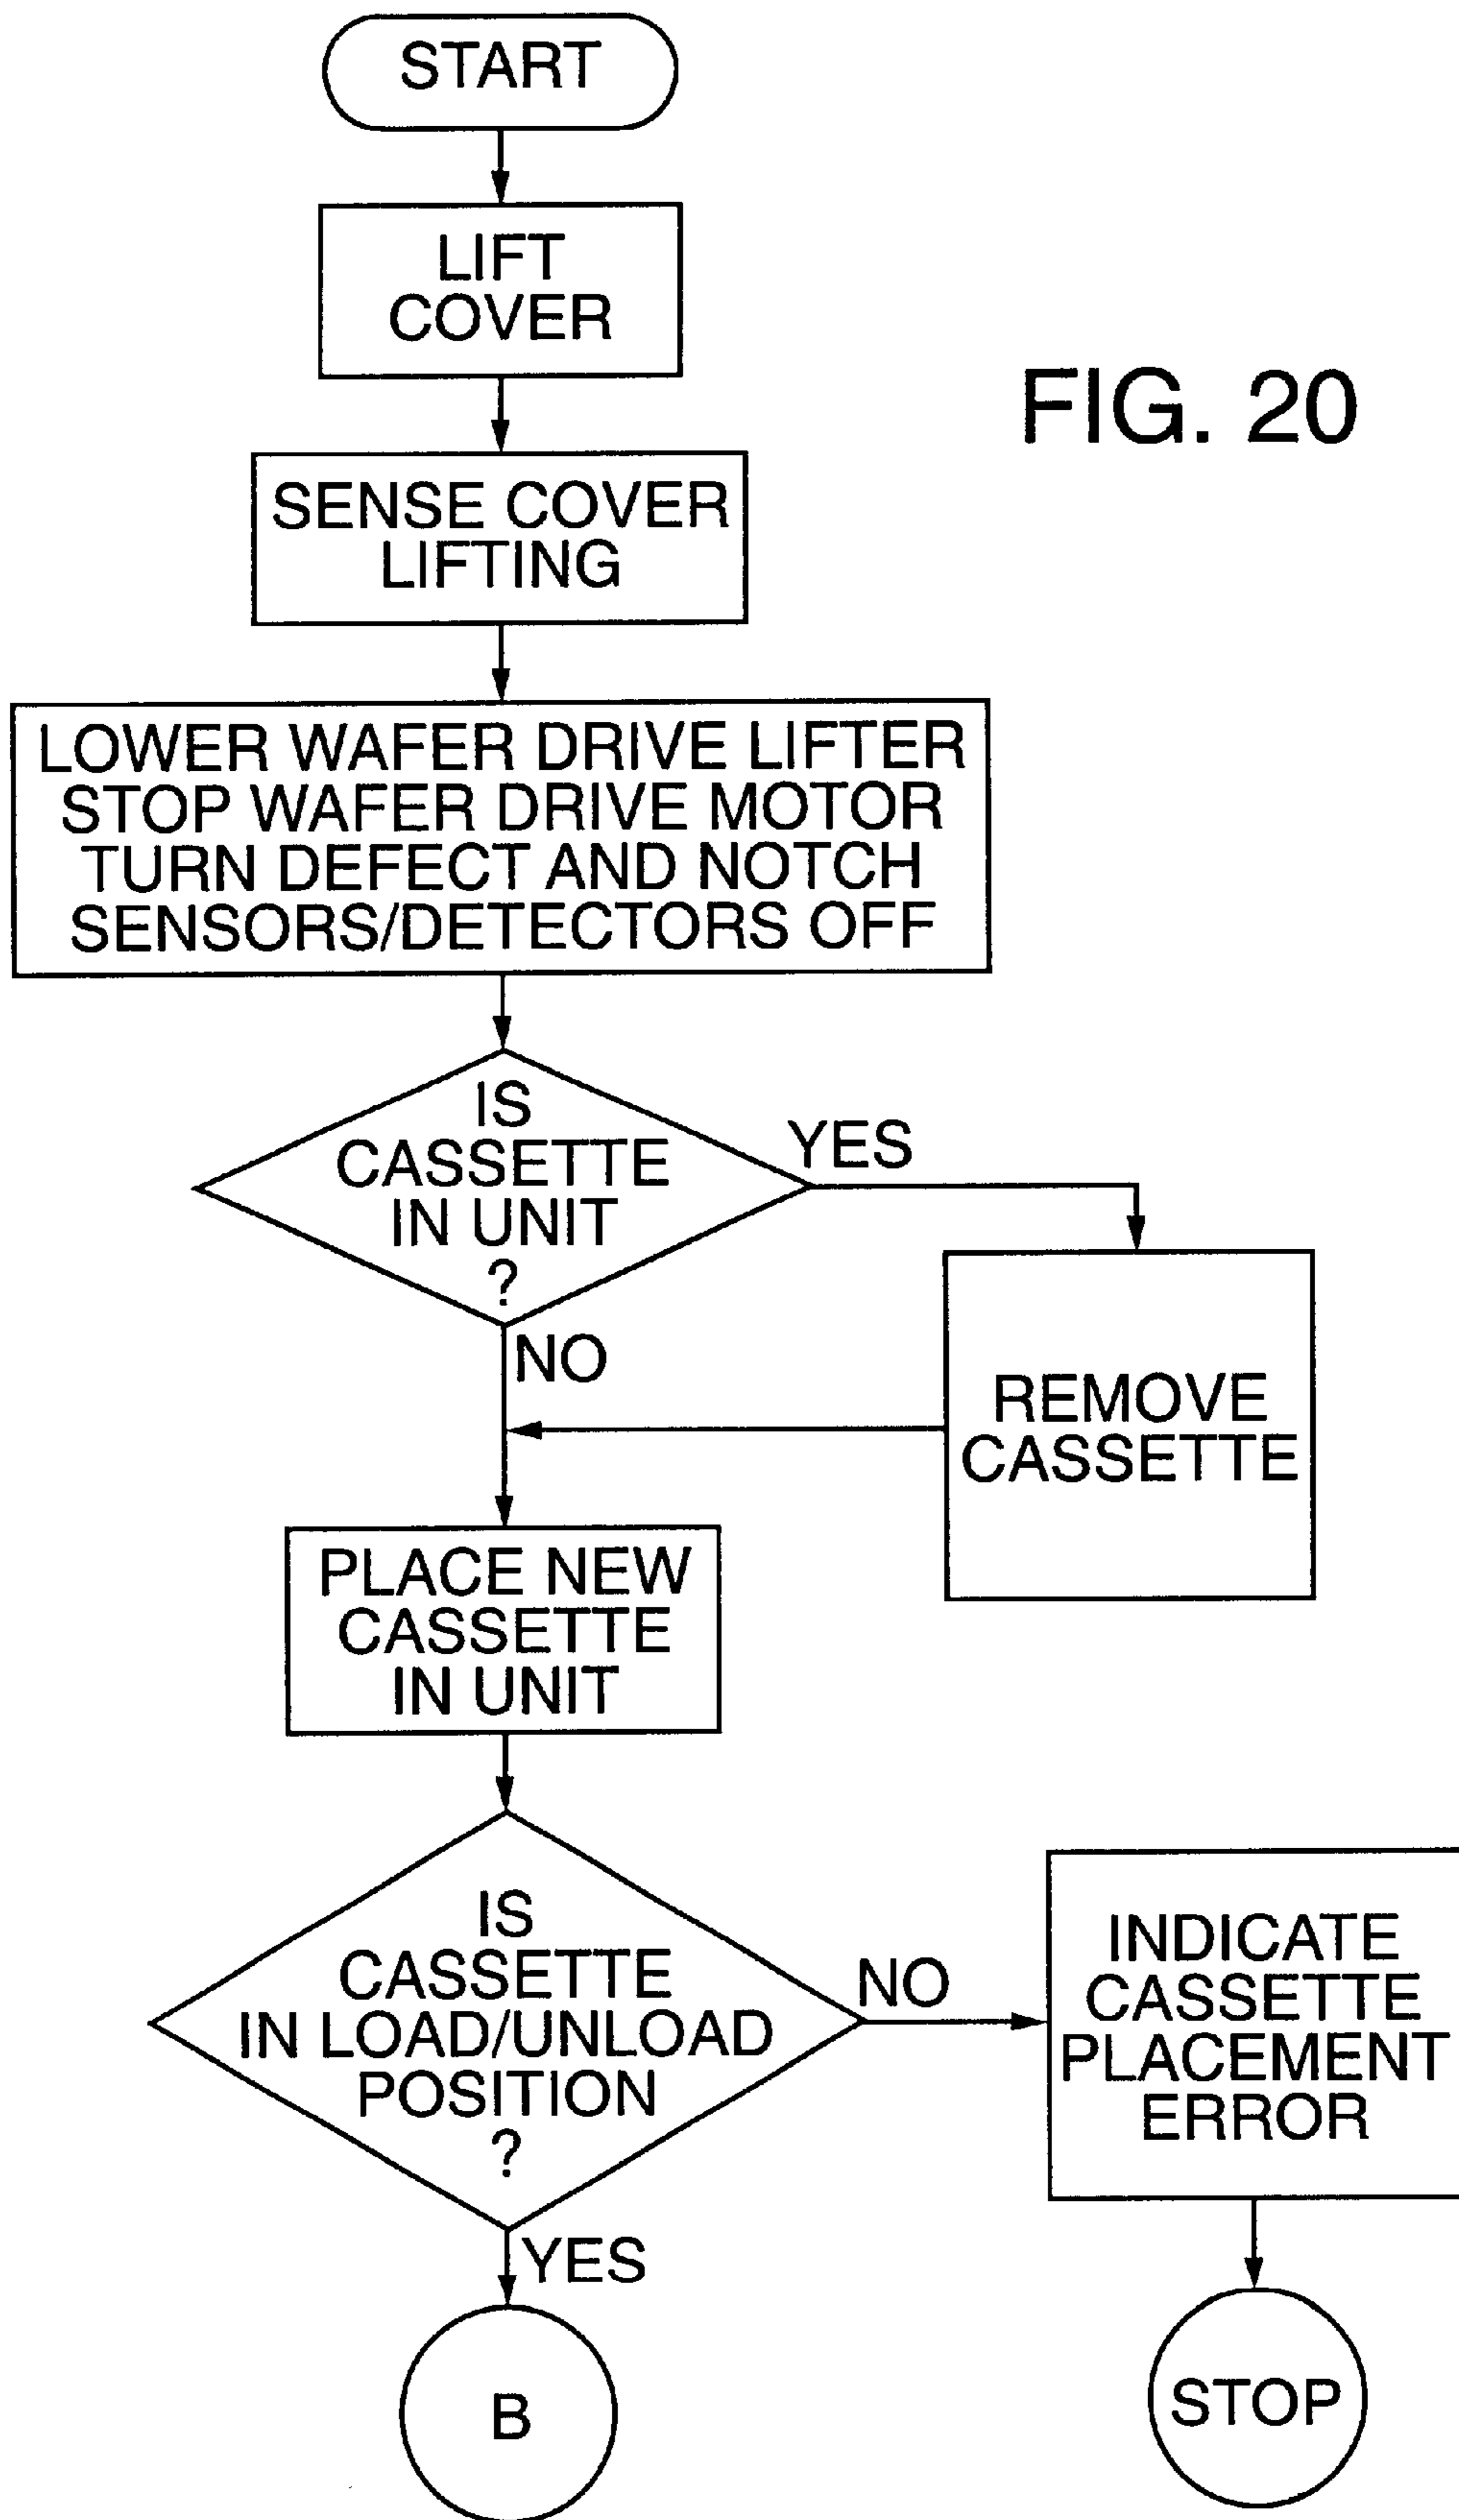 START
LIFT
COVER
FIG. 20
SENSE COVER
LIFTING
LOWER WAFER DRIVE LIFTER
STOP WAFER DRIVE MOTOR
TURN DEFECT AND NOTCH
SENSORS/DETECTORS OFF
IS
CASSETTE
IN UNIT
?
YES
NO
REMOVE
CASSETTE
PLACE NEW
CASSETTE
IN UNIT
IS
CASSETTE
IN LOAD/UNLOAD
POSITION
?
NO
INDICATE
CASSETTE
PLACEMENT
ERROR
YES
B
STOP